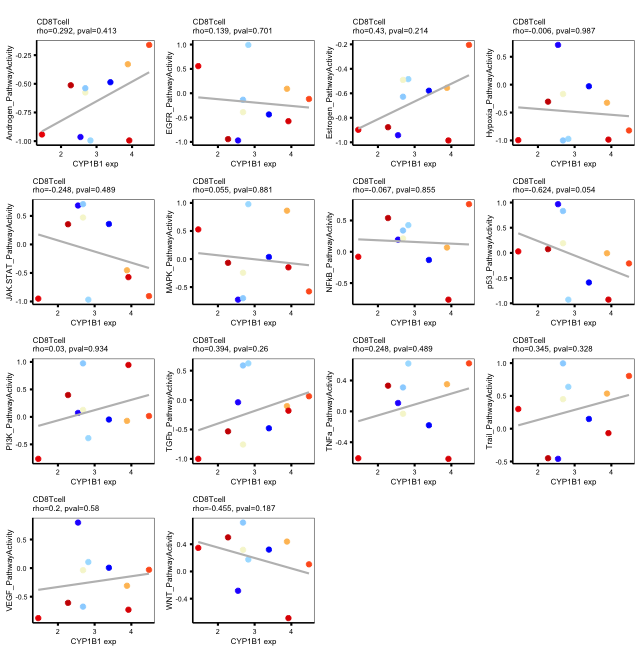 CD8Tcell
rho=0.292, pval=0.413
Androgen_PathwayActivity
-0.25
-0.50
-0.75
-1.00
2
3
4
CYP1B1 exp
CD8Tcell
rho=0.139, pval=0.701
EGFR_PathwayActivity
1.0
0.5
0.0
-0.5
-1.0
2
3
4
CYP1B1 exp
CD8Tcell
rho=0.43, pval=0.214
Estrogen_PathwayActivity
-0.2
-0.4
-0.6
-0.8
-1.0
2
3
4
CYP1B1 exp
CD8Tcell
rho=-0.006, pval=0.987
Hypoxia_PathwayActivity
0.5
0.0
-0.5
-1.0
2
3
4
CYP1B1 exp
CD8Tcell
rho=-0.248, pval=0.489
JAK.STAT_PathwayActivity
0.5
0.0
-0.5
-1.0
2
3
4
CYP1B1 exp
CD8Tcell
rho=0.055, pval=0.881
MAPK_PathwayActivity
1.0
0.5
0.0
-0.5
2
3
4
CYP1B1 exp
CD8Tcell
rho=-0.067, pval=0.855
NFkB_PathwayActivity
0.5
0.0
-0.5
2
3
4
CYP1B1 exp
CD8Tcell
rho=-0.624, pval=0.054
p53_PathwayActivity
1.0
0.5
0.0
-0.5
-1.0
2
3
4
CYP1B1 exp
CD8Tcell
rho=0.03, pval=0.934
PI3K_PathwayActivity
1.0
0.5
0.0
-0.5
2
3
4
CYP1B1 exp
CD8Tcell
rho=0.394, pval=0.26
TGFb_PathwayActivity
0.5
0.0
-0.5
-1.0
2
3
4
CYP1B1 exp
CD8Tcell
rho=0.248, pval=0.489
TNFa_PathwayActivity
0.4
0.0
-0.4
2
3
4
CYP1B1 exp
CD8Tcell
rho=0.345, pval=0.328
Trail_PathwayActivity
1.0
0.5
0.0
-0.5
2
3
4
CYP1B1 exp
CD8Tcell
rho=0.2, pval=0.58
VEGF_PathwayActivity
0.5
0.0
-0.5
2
3
4
CYP1B1 exp
CD8Tcell
rho=-0.455, pval=0.187
WNT_PathwayActivity
0.5
0.0
-0.5
2
3
4
CYP1B1 exp